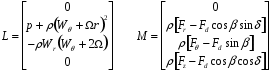 L = [ 0 ; p + ρ(W_θ + Ωr)² ; −ρW_r(W_θ + 2Ω) ; 0 ]   M = [ 0 ; ρ[F_r − F_d cos β sin δ] ; ρ[F_θ − F_d sin β] ; ρ[F_z − F_d cos β cos δ] ; 0 ]